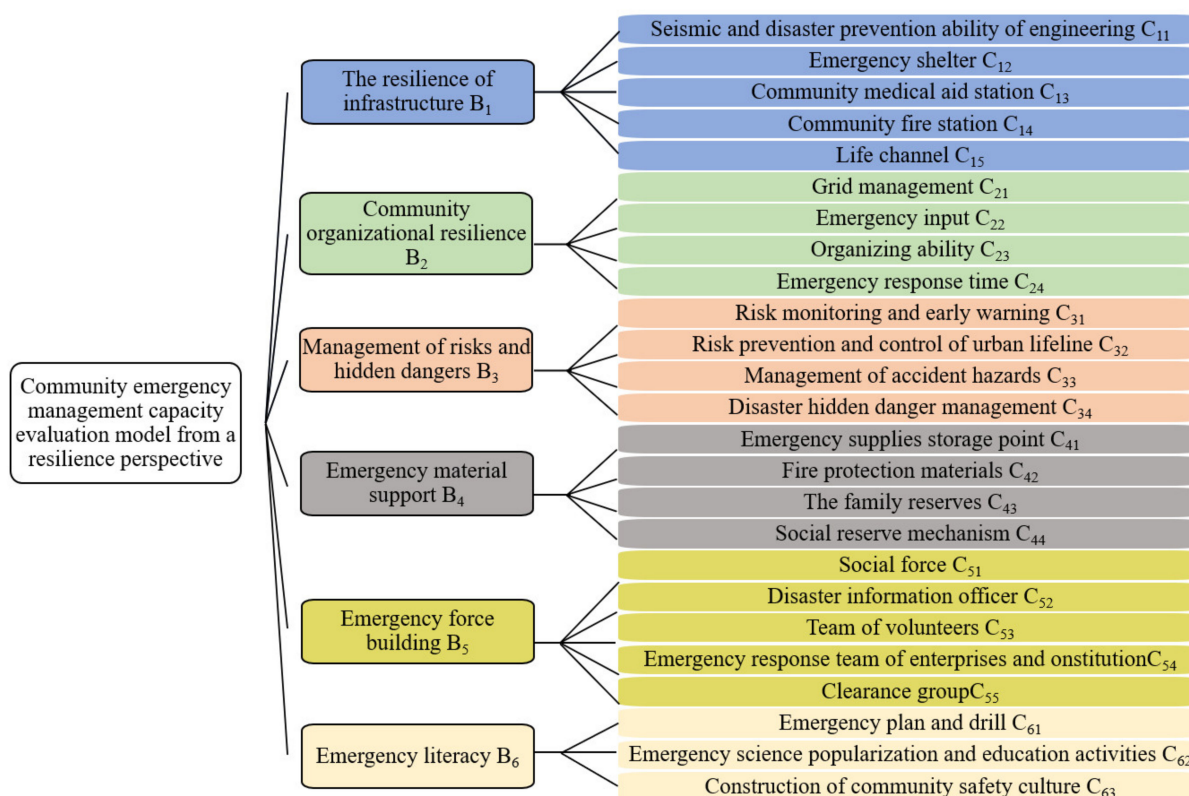 Community emergency
management capacity
evaluation model from a
resilience perspective
The resilience of
infrastructure B₁
Seismic and disaster prevention ability of engineering C₁₁
Emergency shelter C₁₂
Community medical aid station C₁₃
Community fire station C₁₄
Life channel C₁₅
Community
organizational resilience
B₂
Grid management C₂₁
Emergency input C₂₂
Organizing ability C₂₃
Emergency response time C₂₄
Management of risks and
hidden dangers B₃
Risk monitoring and early warning C₃₁
Risk prevention and control of urban lifeline C₃₂
Management of accident hazards C₃₃
Disaster hidden danger management C₃₄
Emergency material
support B₄
Emergency supplies storage point C₄₁
Fire protection materials C₄₂
The family reserves C₄₃
Social reserve mechanism C₄₄
Emergency force
building B₅
Social force C₅₁
Disaster information officer C₅₂
Team of volunteers C₅₃
Emergency response team of enterprises and onstitutionC₅₄
Clearance groupC₅₅
Emergency literacy B₆
Emergency plan and drill C₆₁
Emergency science popularization and education activities C₆₂
Construction of community safety culture C₆₃